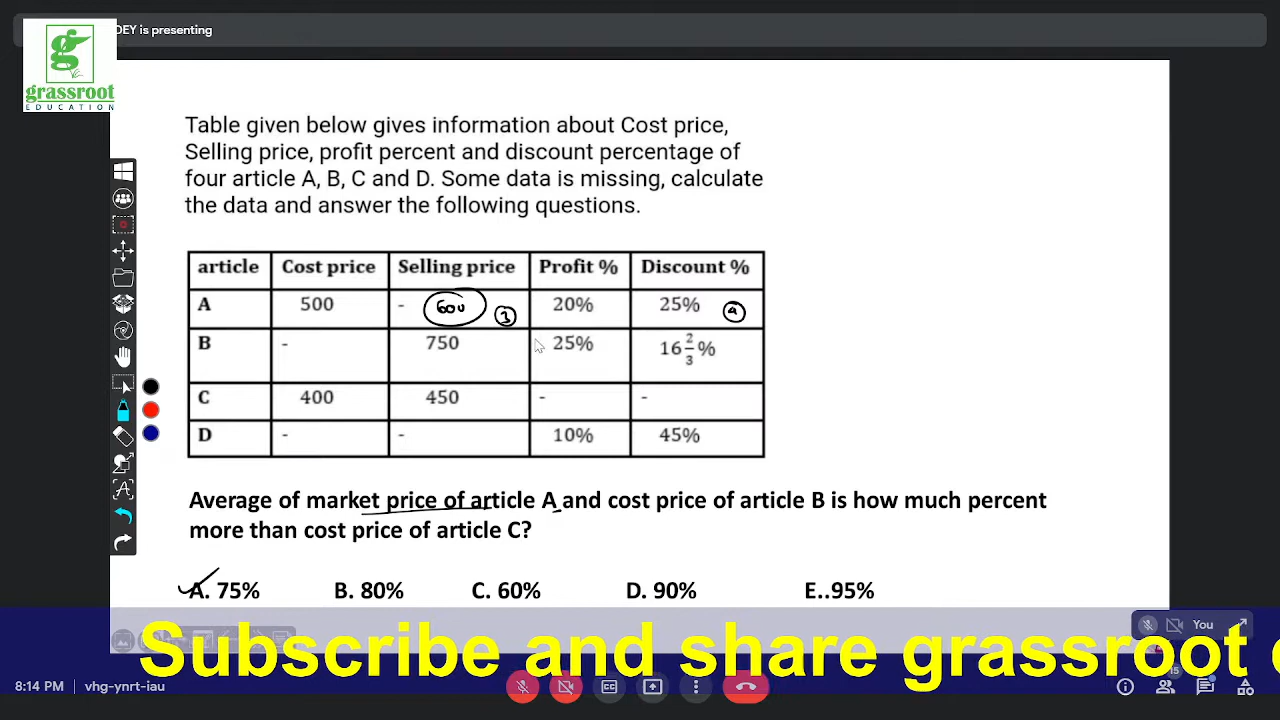 DEY is presenting
g
grassroot
EDUCATION
Table given below gives information about Cost price,
Selling price, profit percent and discount percentage of
four article A, B, C and D. Some data is missing, calculate
the data and answer the following questions.
article Cost price Selling price Profit % Discount %
A 500 - 600 3 20% 25% 4
B - 750 25% 16 2/3 %
C 400 450 - -
D - - 10% 45%
Average of market price of article A and cost price of article B is how much percent
more than cost price of article C?
A. 75% B. 80% C. 60% D. 90% E..95%
You
Subscribe and share grassroot
8:14 PM | vhg-ynrt-iau